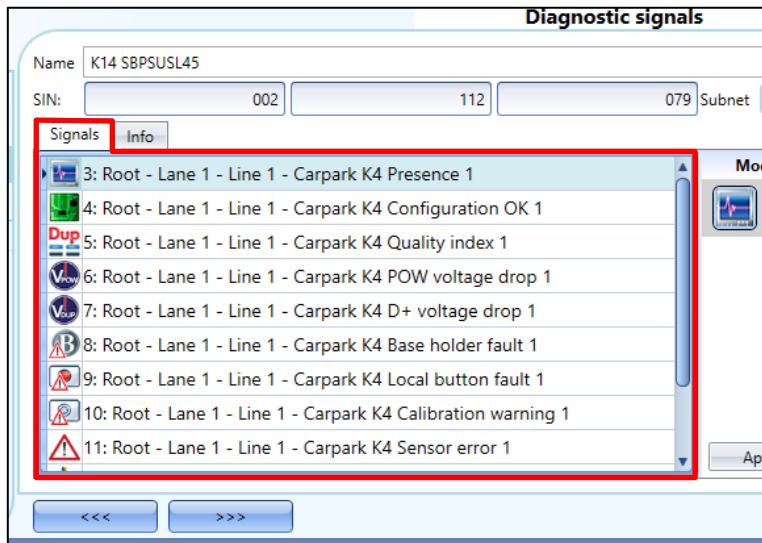 Diagnostic signals
Name K14 SBPSUSL45
SIN: 002 112 079 Subnet
Signals Info
3: Root - Lane 1 - Line 1 - Carpark K4 Presence 1
4: Root - Lane 1 - Line 1 - Carpark K4 Configuration OK 1
Dup 5: Root - Lane 1 - Line 1 - Carpark K4 Quality index 1
VPOW 6: Root - Lane 1 - Line 1 - Carpark K4 POW voltage drop 1
VDUP 7: Root - Lane 1 - Line 1 - Carpark K4 D+ voltage drop 1
B 8: Root - Lane 1 - Line 1 - Carpark K4 Base holder fault 1
9: Root - Lane 1 - Line 1 - Carpark K4 Local button fault 1
10: Root - Lane 1 - Line 1 - Carpark K4 Calibration warning 1
11: Root - Lane 1 - Line 1 - Carpark K4 Sensor error 1
<<< >>>